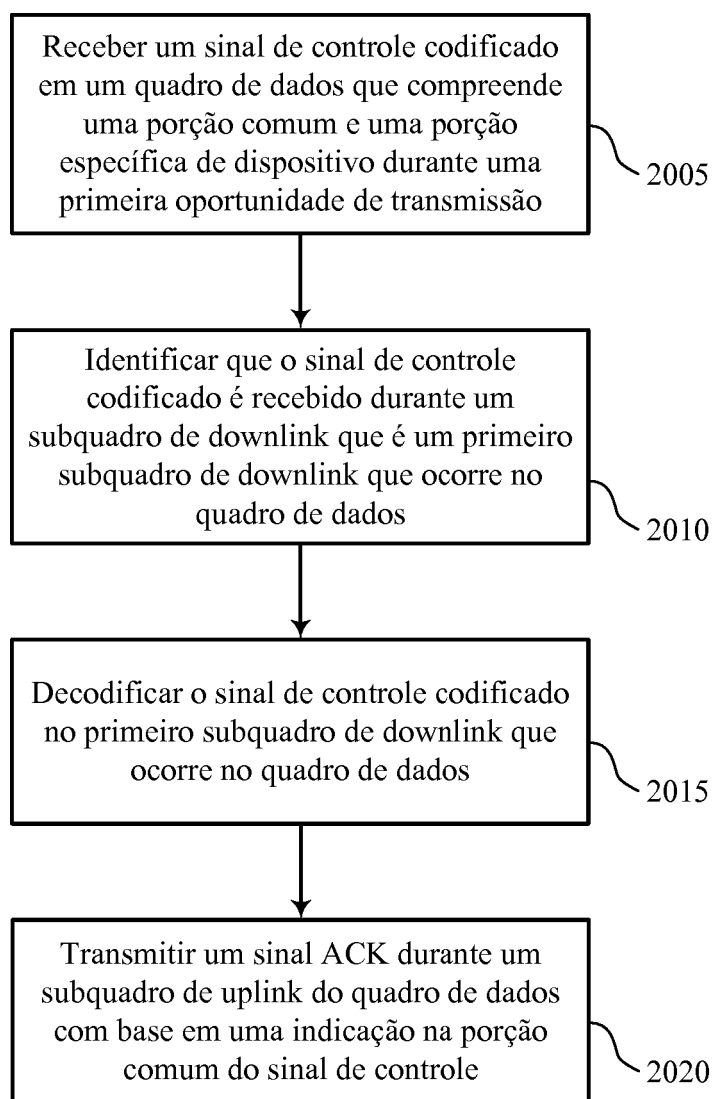 Receber um sinal de controle codificado
em um quadro de dados que compreende
uma porção comum e uma porção
específica de dispositivo durante uma
primeira oportunidade de transmissão
2005
Identificar que o sinal de controle
codificado é recebido durante um
subquadro de downlink que é um primeiro
subquadro de downlink que ocorre no
quadro de dados
2010
Decodificar o sinal de controle codificado
no primeiro subquadro de downlink que
ocorre no quadro de dados
2015
Transmitir um sinal ACK durante um
subquadro de uplink do quadro de dados
com base em uma indicação na porção
comum do sinal de controle
2020